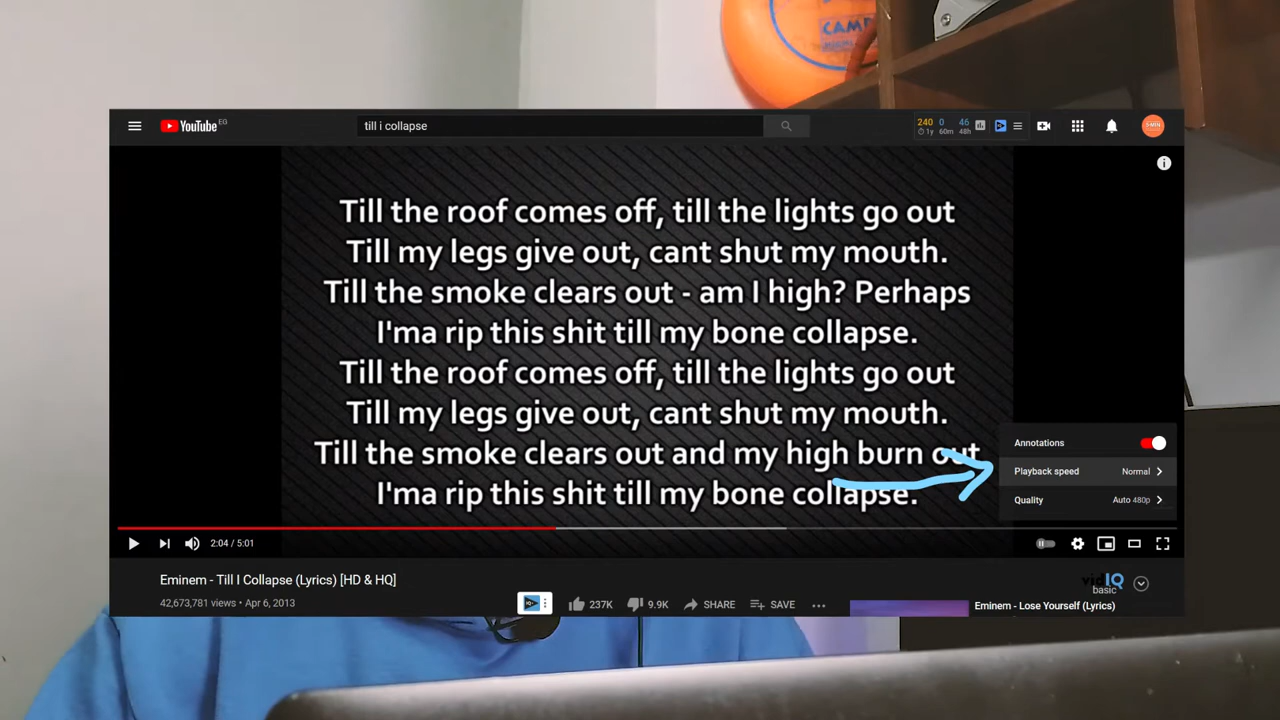 CAMP
YouTube EG
till i collapse
240 0 46
1y 60m 48h
Till the roof comes off, till the lights go out
Till my legs give out, cant shut my mouth.
Till the smoke clears out - am I high? Perhaps
I'ma rip this shit till my bone collapse.
Till the roof comes off, till the lights go out
Till my legs give out, cant shut my mouth.
Till the smoke clears out and my high burn out
I'ma rip this shit till my bone collapse.
Annotations
Playback speed Normal
Quality Auto 480p
2:04 / 5:01
Eminem - Till I Collapse (Lyrics) [HD & HQ]
42,673,781 views • Apr 6, 2013
237K 9.9K SHARE SAVE
vidIQ
basic
Eminem - Lose Yourself (Lyrics)